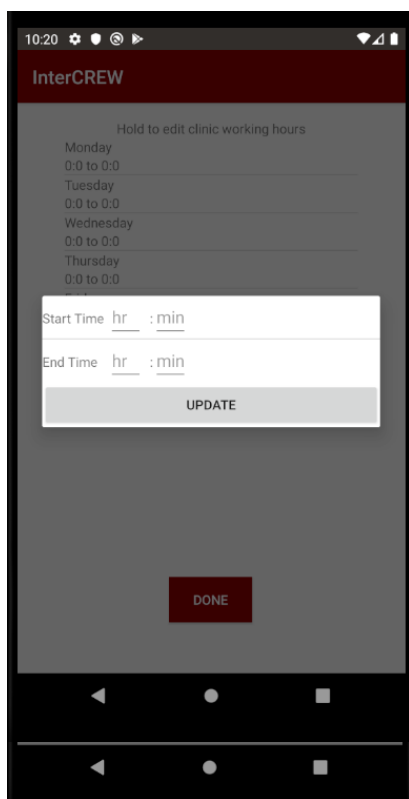 10:20
InterCREW
Hold to edit clinic working hours
Monday
0:0 to 0:0
Tuesday
0:0 to 0:0
Wednesday
0:0 to 0:0
Thursday
0:0 to 0:0
Start Time hr : min
End Time hr : min
UPDATE
DONE